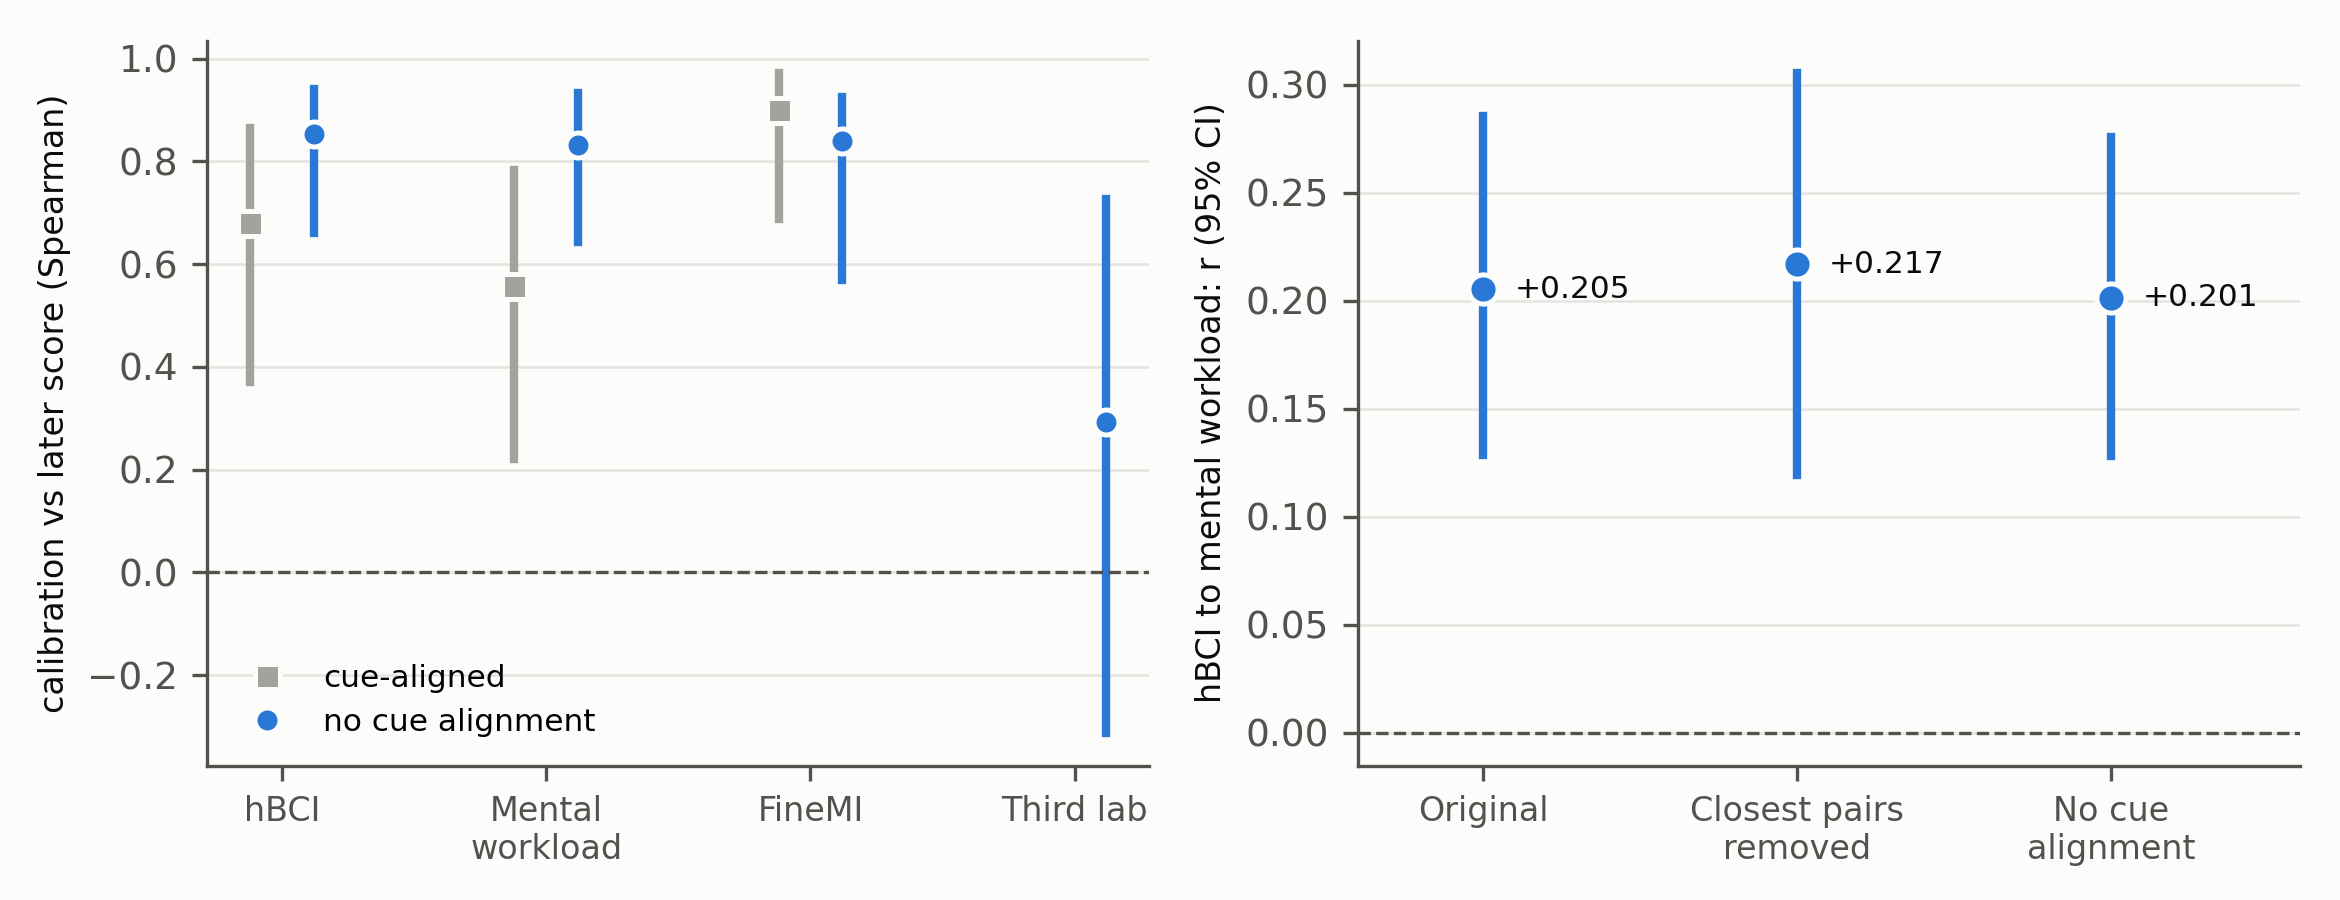 calibration vs later score (Spearman)
1.0
0.8
0.6
0.4
0.2
0.0
−0.2
cue-aligned
no cue alignment
hBCI
Mental
workload
FineMI
Third lab
hBCI to mental workload: r (95% CI)
0.30
0.25
0.20
0.15
0.10
0.05
0.00
+0.205
+0.217
+0.201
Original
Closest pairs
removed
No cue
alignment